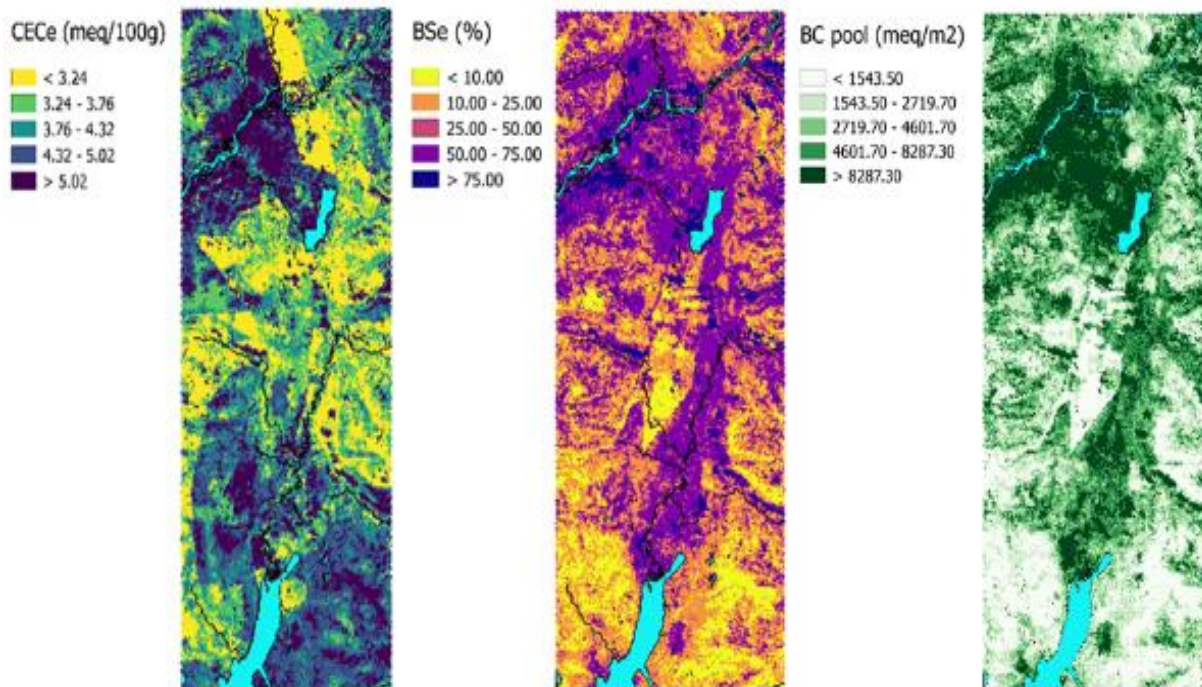 CECe (meq/100g)
< 3.24
3.24 - 3.76
3.76 - 4.32
4.32 - 5.02
> 5.02
BSe (%)
< 10.00
10.00 - 25.00
25.00 - 50.00
50.00 - 75.00
> 75.00
BC pool (meq/m2)
< 1543.50
1543.50 - 2719.70
2719.70 - 4601.70
4601.70 - 8287.30
> 8287.30